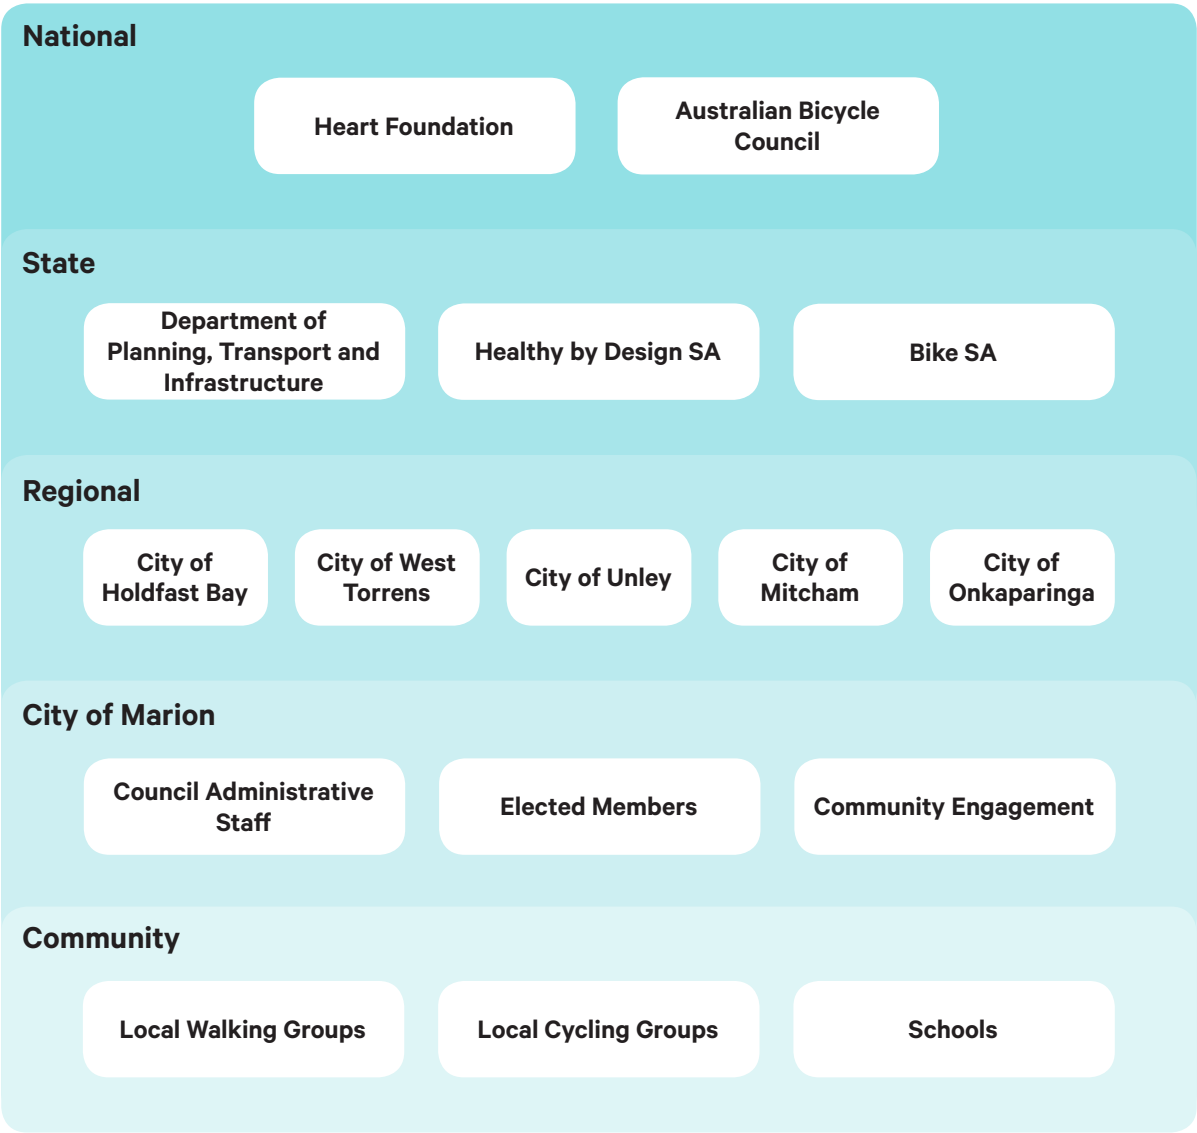 National
Heart Foundation
Australian Bicycle
Council
State
Department of
Planning, Transport and
Infrastructure
Healthy by Design SA
Bike SA
Regional
City of
Holdfast Bay
City of West
Torrens
City of Unley
City of
Mitcham
City of
Onkaparinga
City of Marion
Council Administrative
Staff
Elected Members
Community Engagement
Community
Local Walking Groups
Local Cycling Groups
Schools